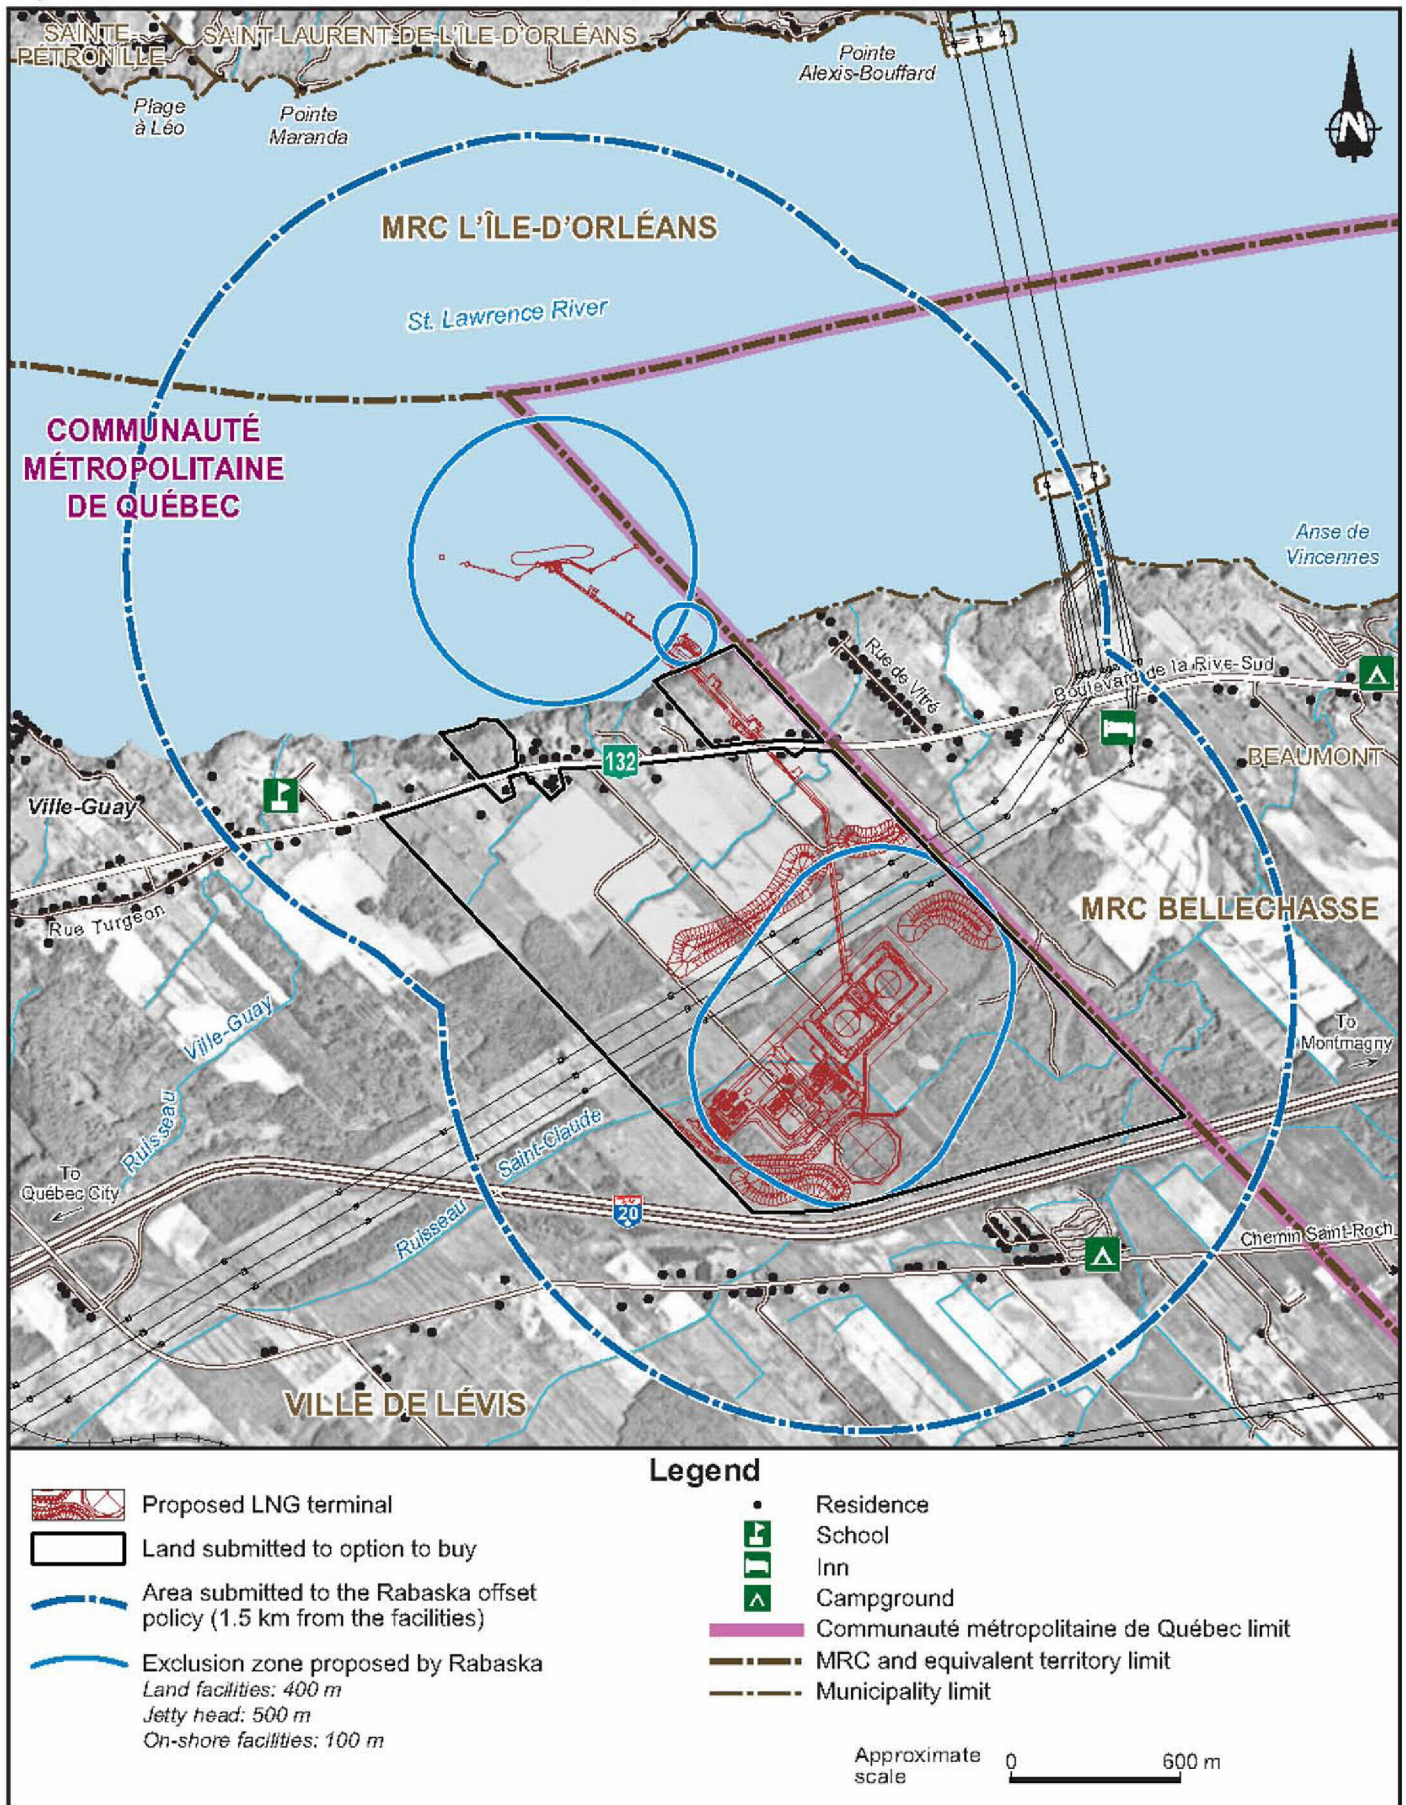 SAINTE-
PÉTRONILLE
SAINT-LAURENT-DE-L'ÎLE-D'ORLÉANS
Plage
à Léo
Pointe
Maranda
Pointe
Alexis-Bouffard
N
MRC L'ÎLE-D'ORLÉANS
St. Lawrence River
COMMUNAUTÉ
MÉTROPOLITAINE
DE QUÉBEC
Anse de
Vincennes
Rue de Vitré
Boulevard de la Rive-Sud
132
BEAUMONT
Ville-Guay
Rue Turgeon
MRC BELLECHASSE
Ruisseau Ville-Guay
To
Montmagny
Ruisseau Saint-Claude
To
Québec City
20
Chemin Saint-Roch
VILLE DE LÉVIS
Legend
Proposed LNG terminal
Land submitted to option to buy
Area submitted to the Rabaska offset
policy (1.5 km from the facilities)
Exclusion zone proposed by Rabaska
Land facilities: 400 m
Jetty head: 500 m
On-shore facilities: 100 m
Residence
School
Inn
Campground
Communauté métropolitaine de Québec limit
MRC and equivalent territory limit
Municipality limit
Approximate
scale
0 600 m